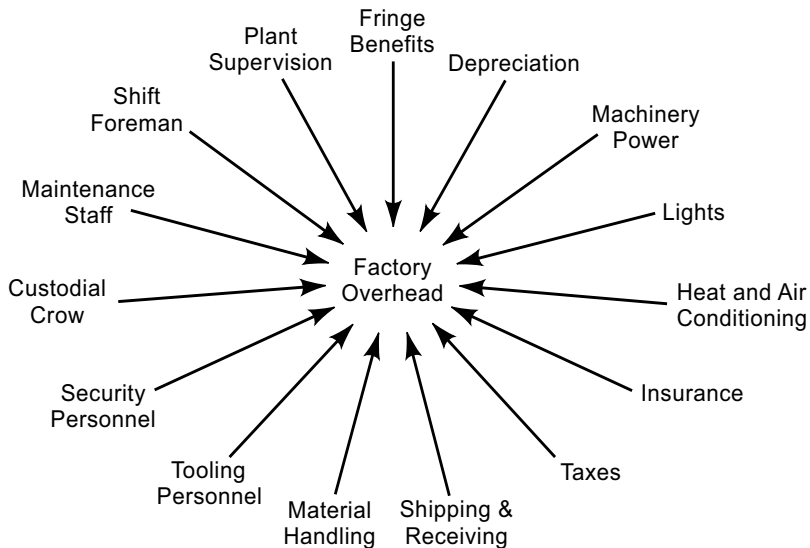 Fringe
Benefits
Plant
Supervision
Depreciation
Shift
Foreman
Machinery
Power
Maintenance
Staff
Lights
Factory
Overhead
Custodial
Crow
Heat and Air
Conditioning
Security
Personnel
Insurance
Tooling
Personnel
Taxes
Material
Handling
Shipping &
Receiving